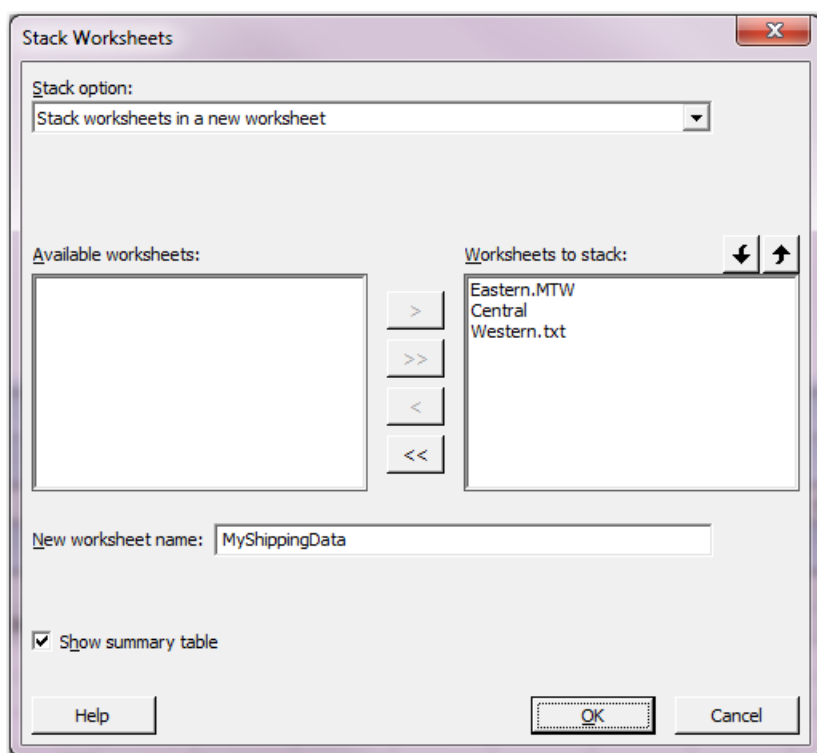 Stack Worksheets
Stack option:
Stack worksheets in a new worksheet
Available worksheets:
Worksheets to stack:
Eastern.MTW
Central
Western.txt
>
>>
<
<<
New worksheet name: MyShippingData
Show summary table
Help OK Cancel